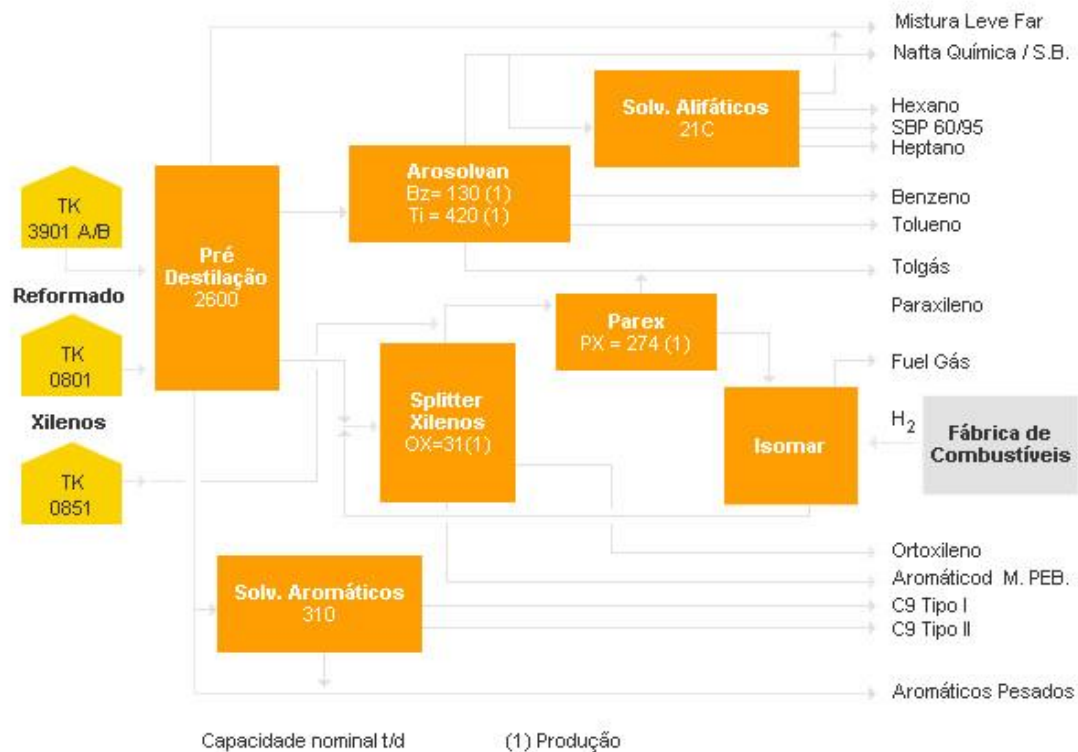 Mistura Leve Far
Nafta Química / S.B.
Solv. Alifáticos
21C
Hexano
SBP 60/95
Heptano
Arosolvan
Bz= 130 (1)
Ti = 420 (1)
Benzeno
Tolueno
TK
3901 A/B
Pré
Destilação
2600
Tolgás
Reformado
Paraxileno
Parex
PX = 274 (1)
TK
0801
Fuel Gás
Xilenos
Splitter
Xilenos
OX=31(1)
Isomar
H2
Fábrica de
Combustíveis
TK
0851
Ortoxileno
Aromáticod M. PEB.
Solv. Aromáticos
310
C9 Tipo I
C9 Tipo II
Aromáticos Pesados
Capacidade nominal t/d
(1) Produção